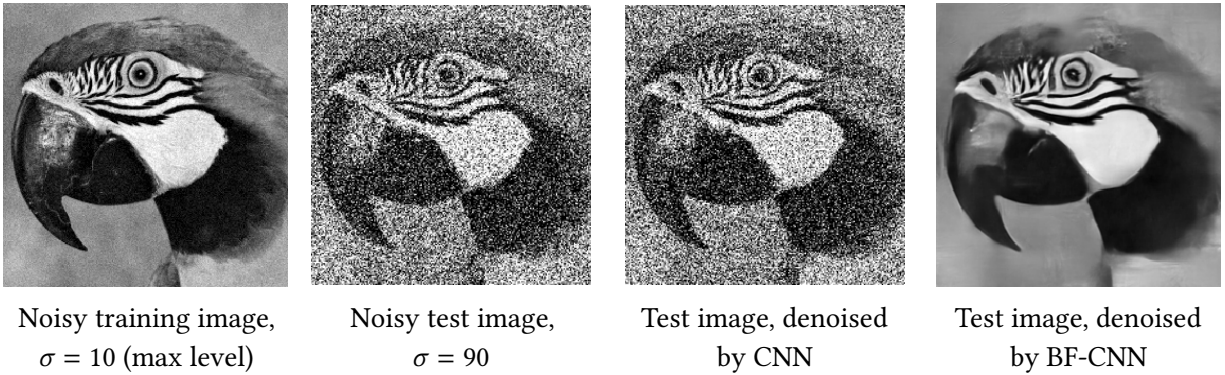 Noisy training image,
σ = 10 (max level)
Noisy test image,
σ = 90
Test image, denoised
by CNN
Test image, denoised
by BF-CNN